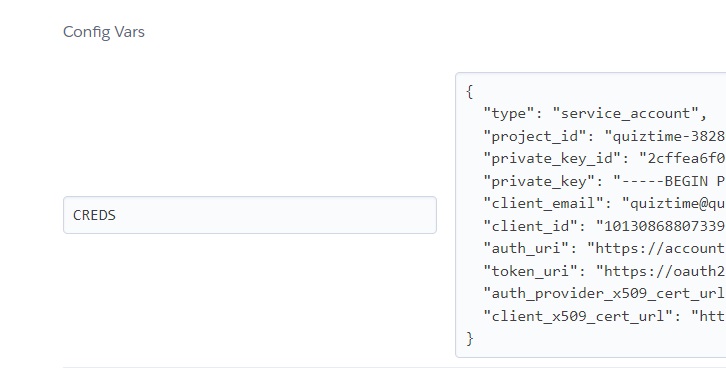 Config Vars
CREDS
{
"type": "service_account",
"project_id": "quiztime-3828
"private_key_id": "2cffea6f0
"private_key": "-----BEGIN P
"client_email": "quiztime@qu
"client_id": "10130868807339
"auth_uri": "https://account
"token_uri": "https://oauth2
"auth_provider_x509_cert_url
"client_x509_cert_url": "htt
}